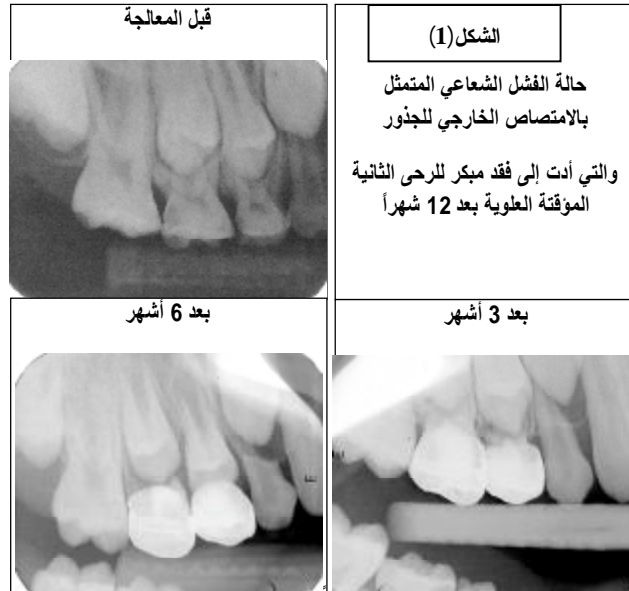 الشكل(1)
حالة الفشل الشعاعي المتمثل
بالامتصاص الخارجي للجذور
والتي أدت إلى فقد مبكر للرحى الثانية
المؤقتة العلوية بعد 12 شهراً
قبل المعالجة
بعد 3 أشهر
بعد 6 أشهر